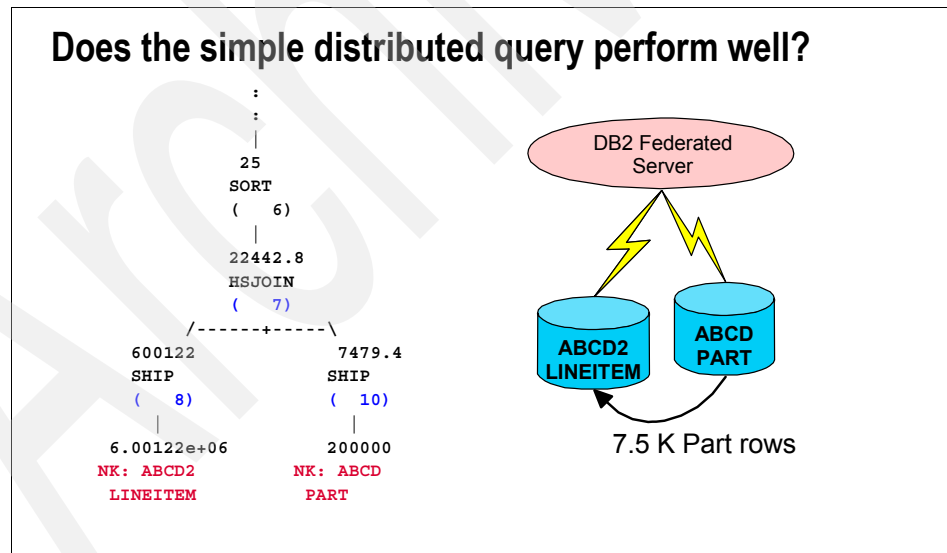 Does the simple distributed query perform well?
:
:
|
25
SORT
( 6)
|
22442.8
HSJOIN
( 7)
/------+-----\
600122 7479.4
SHIP SHIP
( 8) ( 10)
| |
6.00122e+06 200000
NK: ABCD2 NK: ABCD
LINEITEM PART
DB2 Federated
Server
ABCD2
LINEITEM
ABCD
PART
7.5 K Part rows